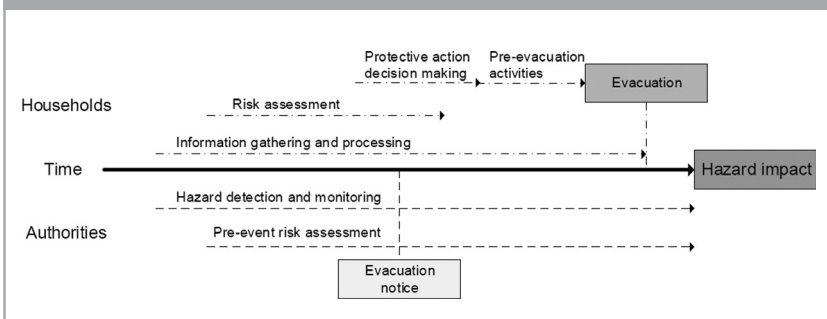 Protective action
decision making
Pre-evacuation
activities
Evacuation
Households
Risk assessment
Information gathering and processing
Time
Hazard impact
Hazard detection and monitoring
Authorities
Pre-event risk assessment
Evacuation
notice